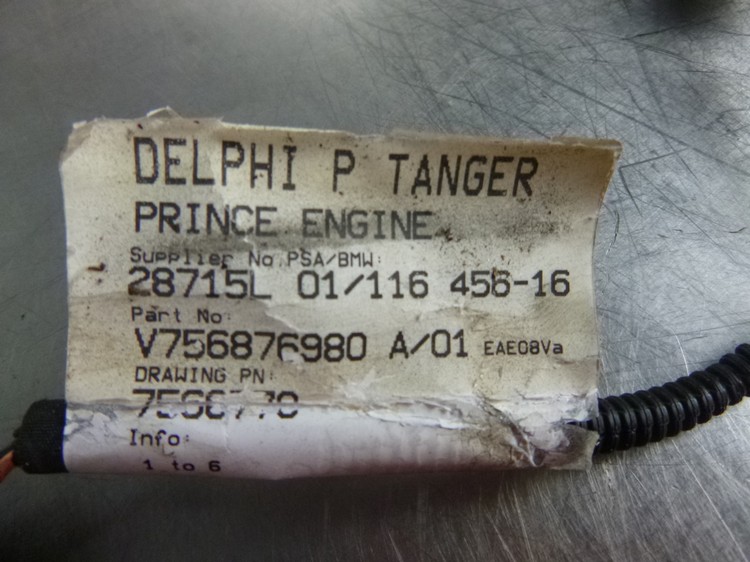 DELPHI P TANGER
PRINCE ENGINE
Supplier No PSA/BMW:
28715L 01/116 456-16
Part No:
V756876980 A/01 EAE08Va
DRAWING PN:
Info:
1 to 6